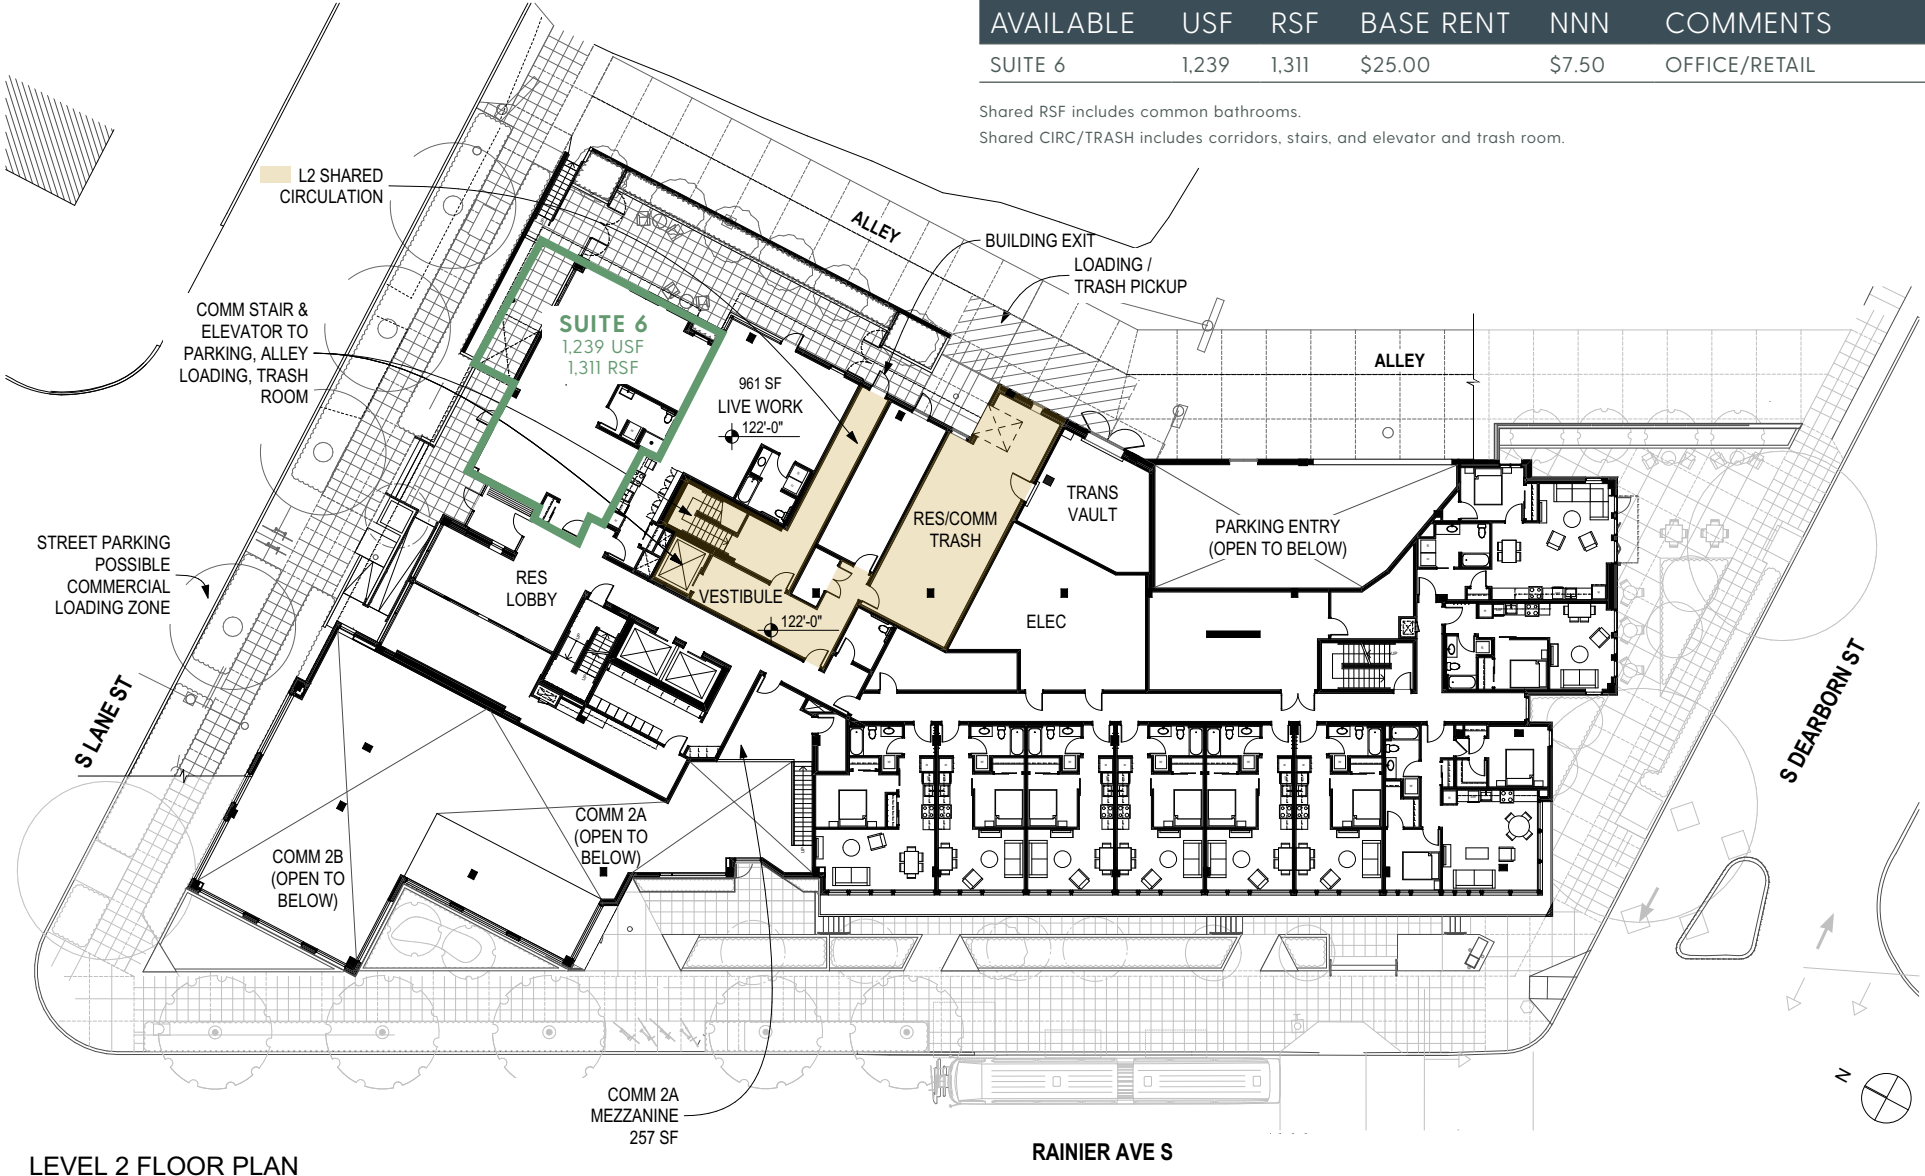 AVAILABLE USF RSF BASE RENT NNN COMMENTS
SUITE 6 1,239 1,311 $25.00 $7.50 OFFICE/RETAIL
Shared RSF includes common bathrooms.
Shared CIRC/TRASH includes corridors, stairs, and elevator and trash room.
L2 SHARED
CIRCULATION
ALLEY
BUILDING EXIT
LOADING /
TRASH PICKUP
COMM STAIR &
ELEVATOR TO
PARKING, ALLEY
LOADING, TRASH
ROOM
SUITE 6
1,239 USF
1,311 RSF
961 SF
LIVE WORK
122'-0"
ALLEY
TRANS
VAULT
RES/COMM
TRASH
PARKING ENTRY
(OPEN TO BELOW)
STREET PARKING
POSSIBLE
COMMERCIAL
LOADING ZONE
RES
LOBBY
VESTIBULE
122'-0"
ELEC
S LANE ST
S DEARBORN ST
COMM 2A
(OPEN TO
BELOW)
COMM 2B
(OPEN TO
BELOW)
COMM 2A
MEZZANINE
257 SF
N
RAINIER AVE S
LEVEL 2 FLOOR PLAN